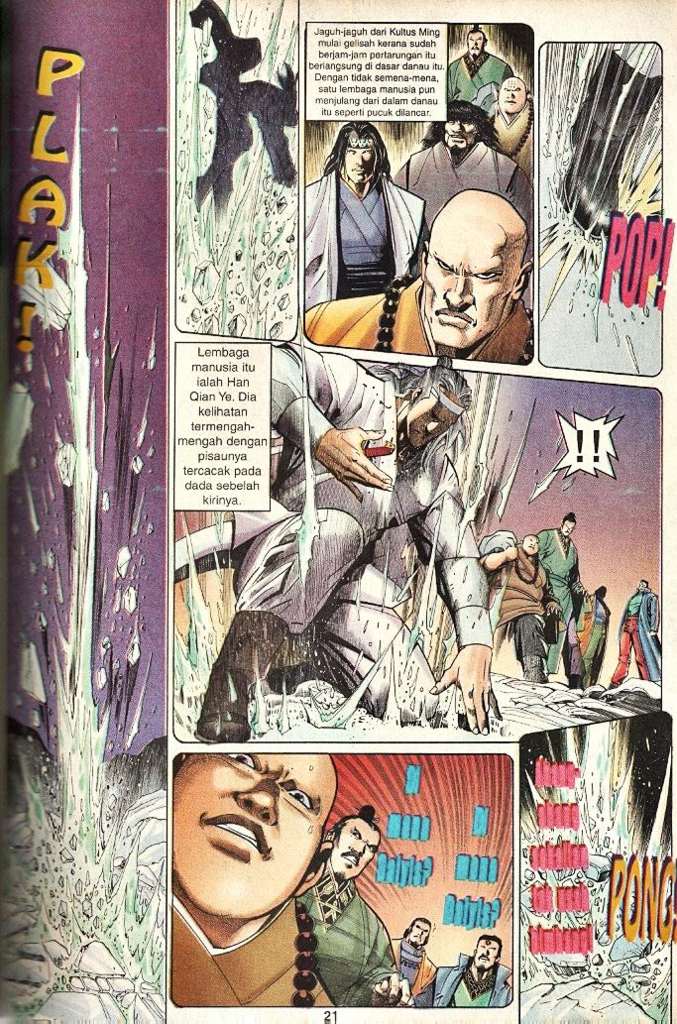 PLAK!
Jaguh-jaguh dari Kultus Ming
mulai gelisah kerana sudah
berjam-jam pertarungan itu
berlangsung di dasar danau itu.
Dengan tidak semena-mena,
satu lembaga manusia pun
menjulang dari dalam danau
itu seperti pucuk dilancar.
POP!
Lembaga
manusia itu
ialah Han
Qian Ye. Dia
kelihatan
termengah-
mengah dengan
pisaunya
tercacak pada
dada sebelah
kirinya.
!!
Di
mana
Daiyis?
Di
mana
Daiyis?
PONG!
21